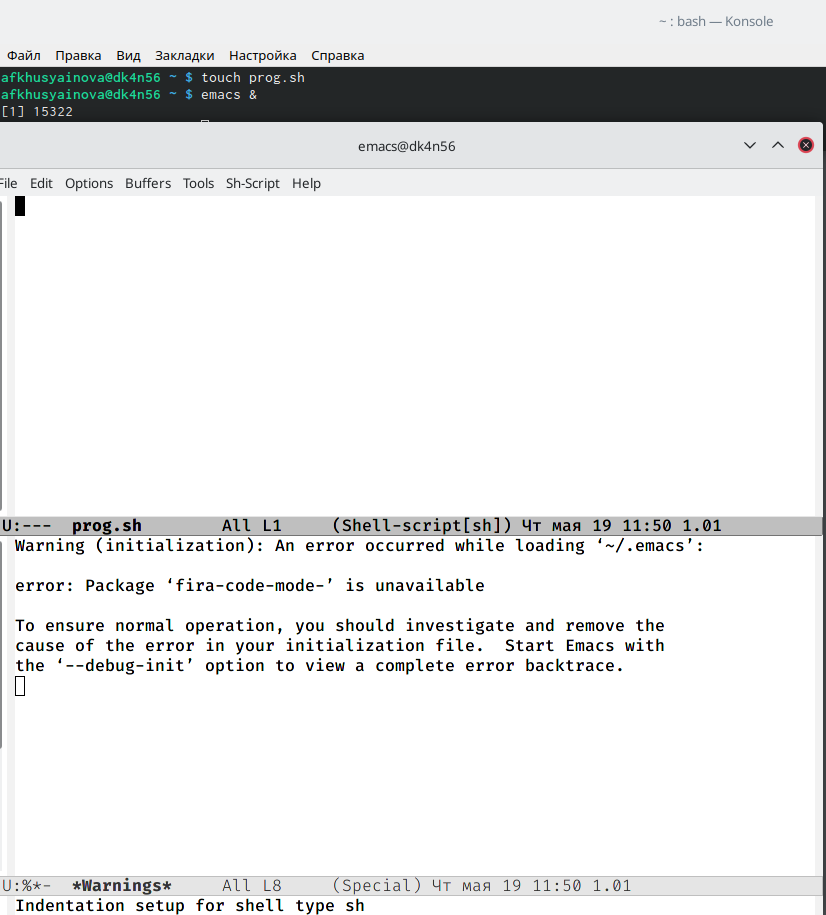 ~ : bash — Konsole
Файл Правка Вид Закладки Настройка Справка
afkhusyainova@dk4n56 ~ $ touch prog.sh
afkhusyainova@dk4n56 ~ $ emacs &
[1] 15322
emacs@dk4n56
File Edit Options Buffers Tools Sh-Script Help
U:--- prog.sh All L1 (Shell-script[sh]) Чт мая 19 11:50 1.01
Warning (initialization): An error occurred while loading ‘~/.emacs’:
error: Package ‘fira-code-mode-’ is unavailable
To ensure normal operation, you should investigate and remove the
cause of the error in your initialization file. Start Emacs with
the ‘--debug-init’ option to view a complete error backtrace.
U:%*- *Warnings* All L8 (Special) Чт мая 19 11:50 1.01
Indentation setup for shell type sh